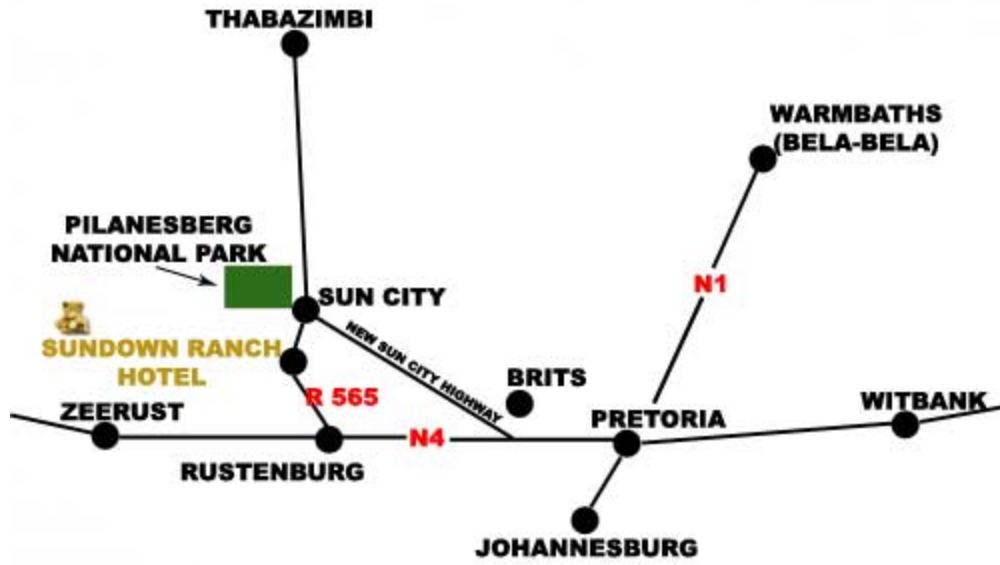 THABAZIMBI
WARMBATHS
(BELA-BELA)
PILANESBERG
NATIONAL PARK
N1
SUN CITY
NEW SUN CITY HIGHWAY
SUNDOWN RANCH
HOTEL
BRITS
R 565
ZEERUST
PRETORIA
WITBANK
N4
RUSTENBURG
JOHANNESBURG